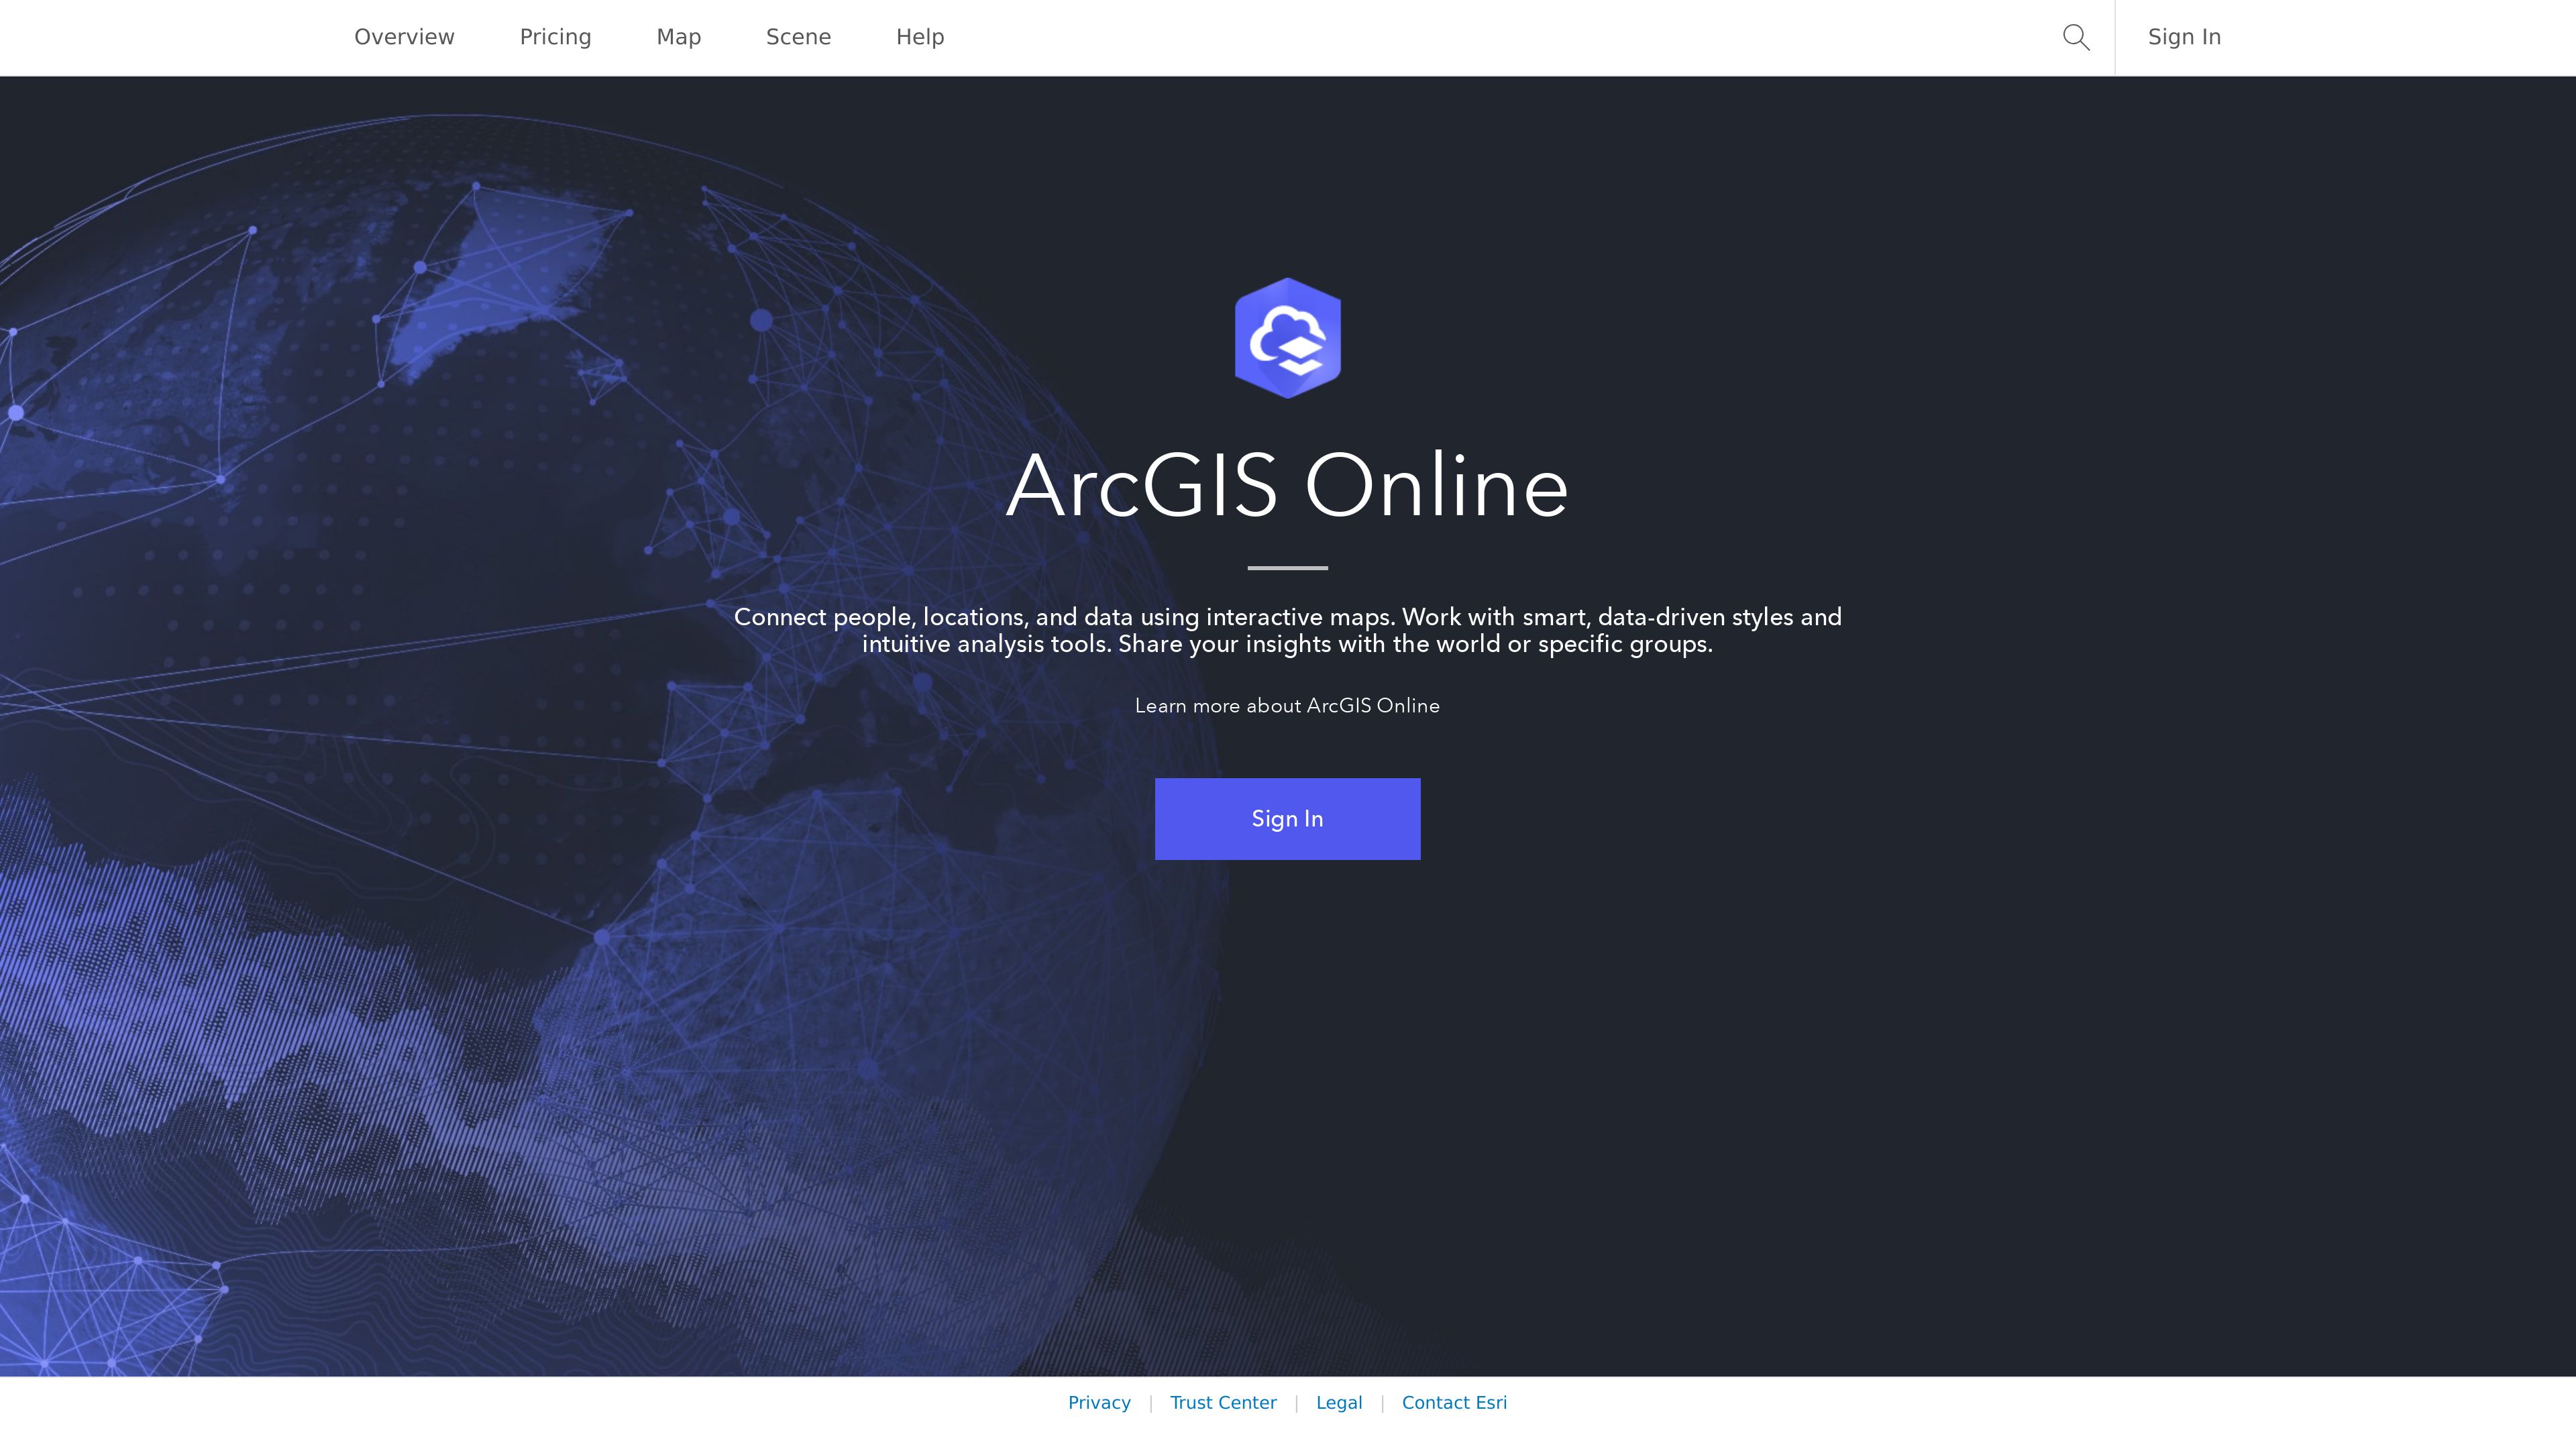 Overview Pricing Map Scene Help Sign In
ArcGIS Online
Connect people, locations, and data using interactive maps. Work with smart, data-driven styles and
intuitive analysis tools. Share your insights with the world or specific groups.
Learn more about ArcGIS Online
Sign In
Privacy | Trust Center | Legal | Contact Esri